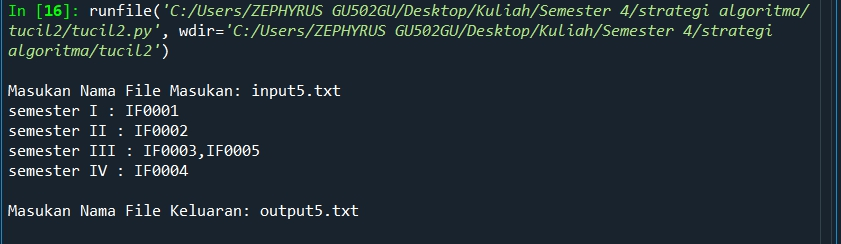 In [16]: runfile('C:/Users/ZEPHYRUS GU502GU/Desktop/Kuliah/Semester 4/strategi algoritma/
tucil2/tucil2.py', wdir='C:/Users/ZEPHYRUS GU502GU/Desktop/Kuliah/Semester 4/strategi
algoritma/tucil2')
Masukan Nama File Masukan: input5.txt
semester I : IF0001
semester II : IF0002
semester III : IF0003,IF0005
semester IV : IF0004
Masukan Nama File Keluaran: output5.txt